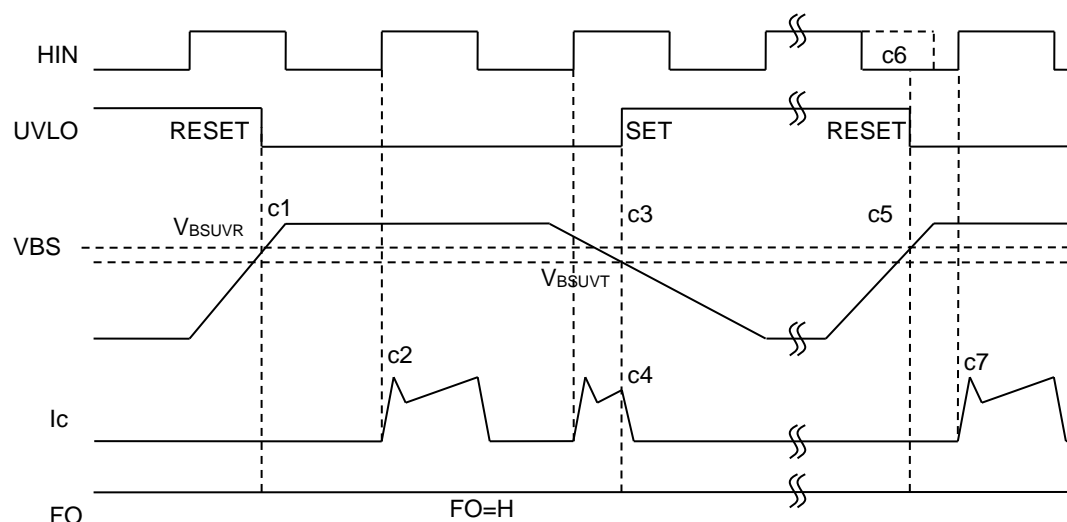 HIN
c6
UVLO
RESET
SET
RESET
c1
c3
c5
VBSUVR
VBS
VBSUVT
c2
c4
c7
Ic
FO=H
FO